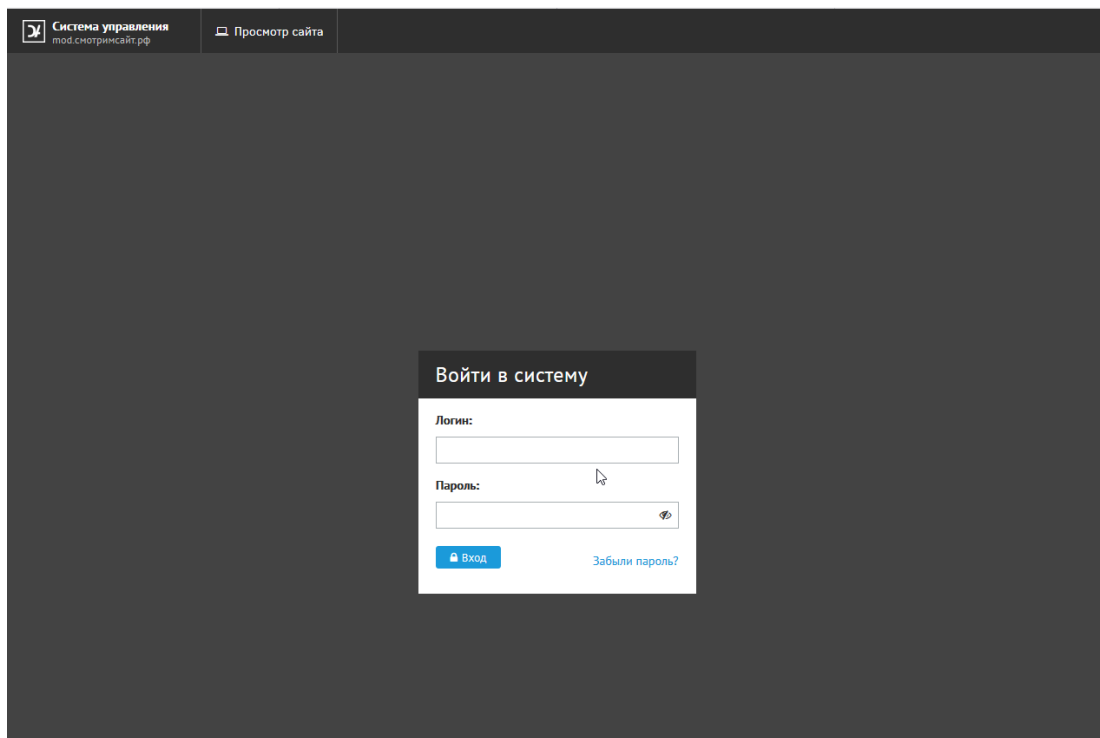 Система управления
mod.смотримсайт.рф
Просмотр сайта
Войти в систему
Логин:
Пароль:
Вход
Забыли пароль?